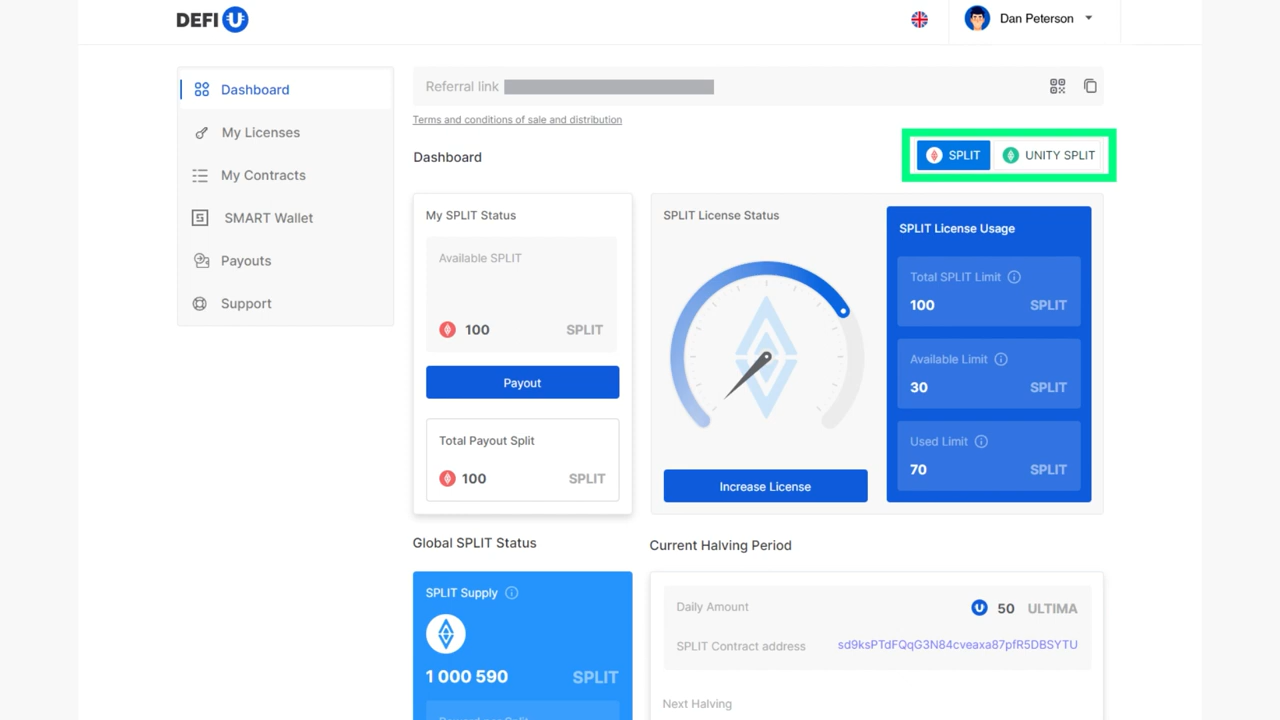 DEFI U
Dan Peterson
Dashboard
My Licenses
My Contracts
SMART Wallet
Payouts
Support
Referral link
Terms and conditions of sale and distribution
Dashboard
SPLIT
UNITY SPLIT
My SPLIT Status
Available SPLIT
100 SPLIT
Payout
Total Payout Split
100 SPLIT
SPLIT License Status
Increase License
SPLIT License Usage
Total SPLIT Limit
100 SPLIT
Available Limit
30 SPLIT
Used Limit
70 SPLIT
Global SPLIT Status
SPLIT Supply
1 000 590 SPLIT
Current Halving Period
Daily Amount 50 ULTIMA
SPLIT Contract address sd9ksPTdFQqG3N84cveaxa87pfR5DBSYTU
Next Halving